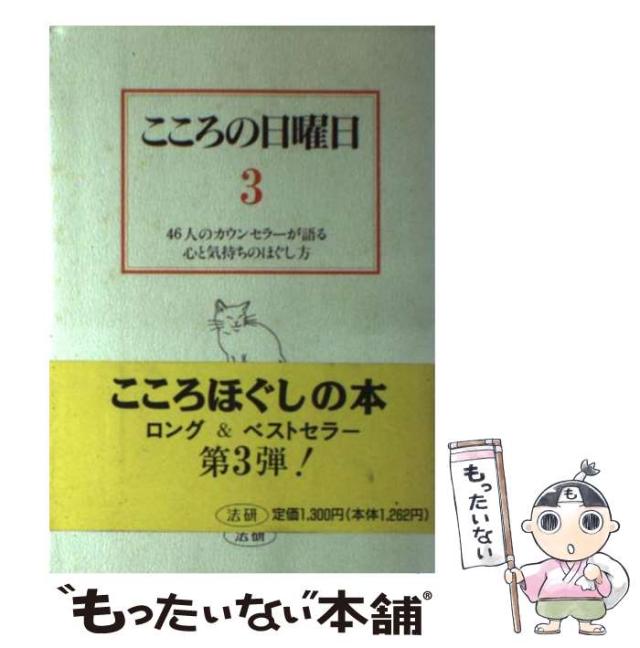 こころの日曜日
3
46人のカウンセラーが語る
心と気持ちのほぐし方
こころほぐしの本
ロング & ベストセラー
第3弾!
法研 定価1,300円(本体1,262円)
法研
も
もったいない
"もったいない"本舗®